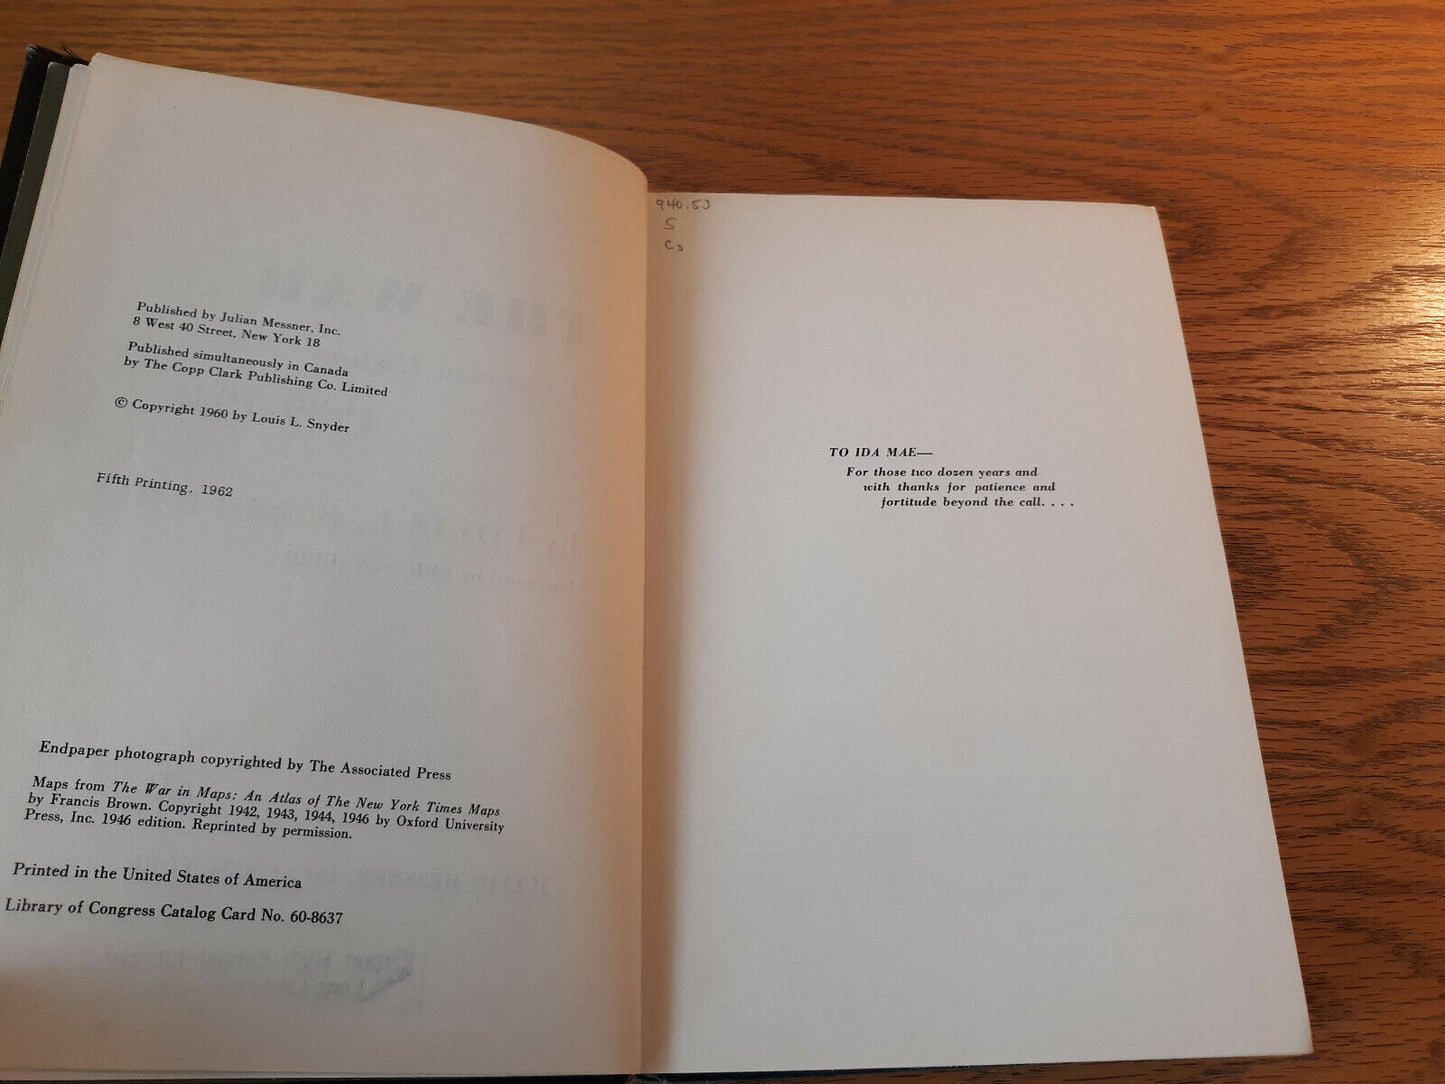 Published by Julian Messner, Inc.
8 West 40 Street, New York 18
Published simultaneously in Canada
by The Copp Clark Publishing Co. Limited
© Copyright 1960 by Louis L. Snyder
Fifth Printing, 1962
Endpaper photograph copyrighted by The Associated Press
Maps from The War in Maps: An Atlas of The New York Times Maps
by Francis Brown. Copyright 1942, 1943, 1944, 1946 by Oxford University
Press, Inc. 1946 edition. Reprinted by permission.
Printed in the United States of America
Library of Congress Catalog Card No. 60-8637
940.53
S
C3
TO IDA MAE—
For those two dozen years and
with thanks for patience and
fortitude beyond the call. . . .